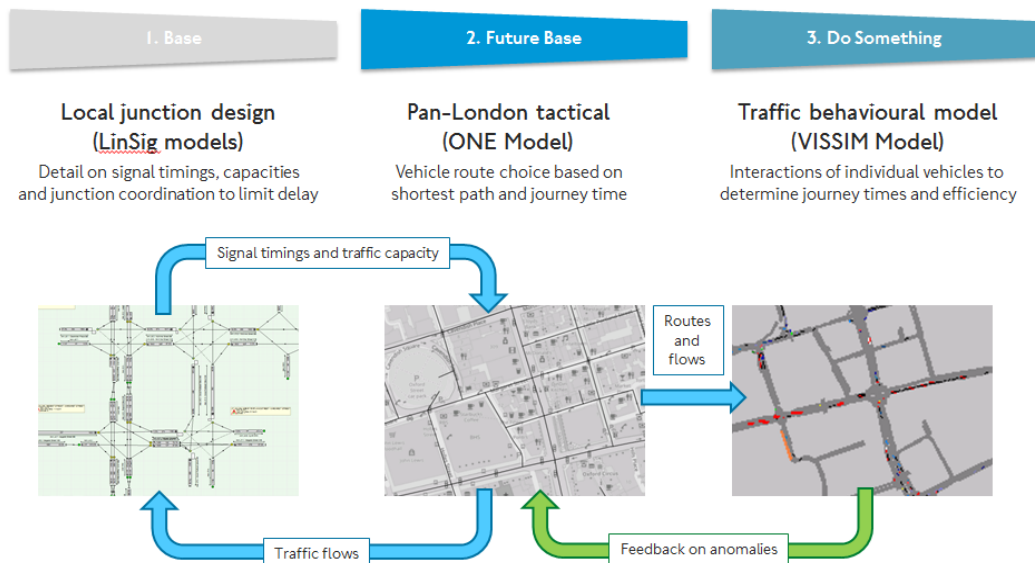 1. Base
2. Future Base
3. Do Something
Local junction design
(LinSig models)
Detail on signal timings, capacities
and junction coordination to limit delay
Pan-London tactical
(ONE Model)
Vehicle route choice based on
shortest path and journey time
Traffic behavioural model
(VISSIM Model)
Interactions of individual vehicles to
determine journey times and efficiency
Signal timings and traffic capacity
Routes
and
flows
Traffic flows
Feedback on anomalies